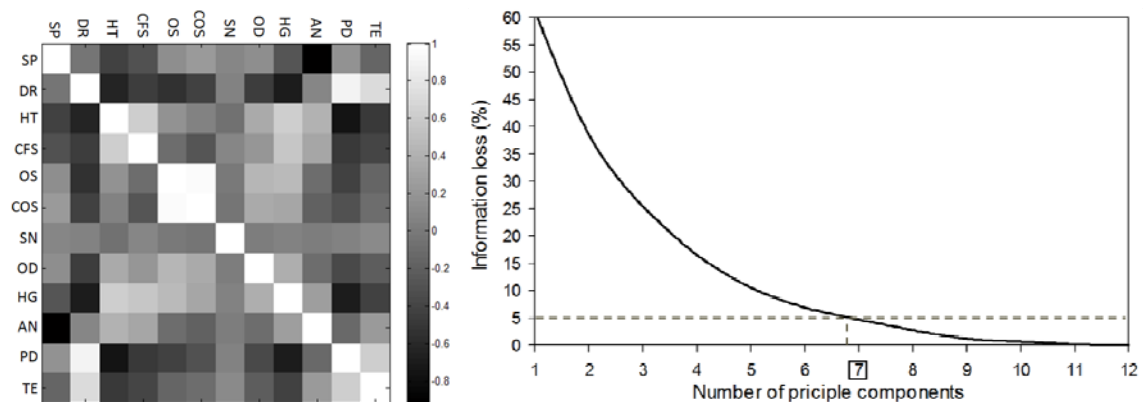 SP DR HT CFS OS COS SN OD HG AN PD TE
SP
DR
HT
CFS
OS
COS
SN
OD
HG
AN
PD
TE
1
0.8
0.6
0.4
0.2
0
-0.2
-0.4
-0.6
-0.8
Information loss (%)
60
55
50
45
40
35
30
25
20
15
10
5
0
1 2 3 4 5 6 7 8 9 10 11 12
Number of priciple components